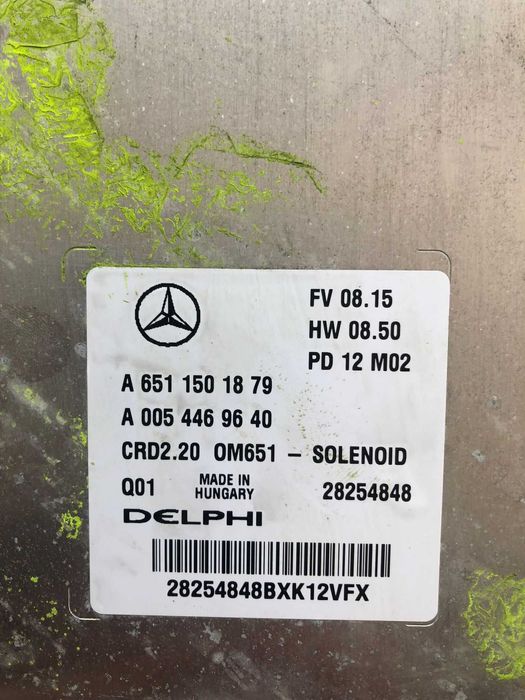 FV 08.15
HW 08.50
PD 12 M02
A 651 150 18 79
A 005 446 96 40
CRD2.20 OM651 - SOLENOID
Q01 MADE IN HUNGARY 28254848
DELPHI
28254848BXK12VFX